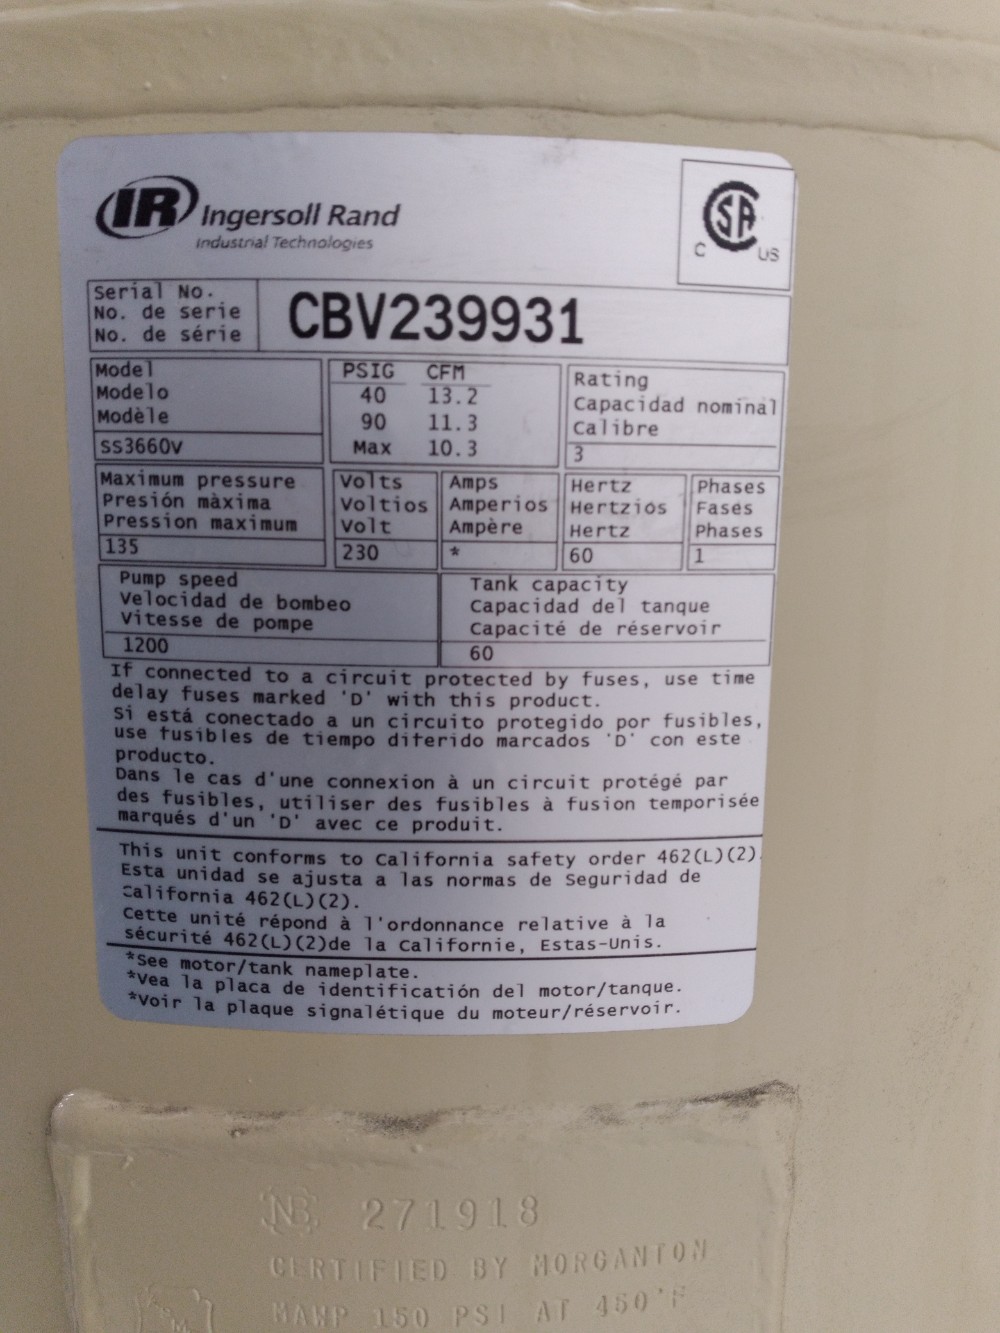 IR Ingersoll Rand
Industrial Technologies
SA
C US
Serial No.
No. de serie
No. de série
CBV239931
Model
Modelo
Modèle
SS3660V
PSIG CFM
40 13.2
90 11.3
Max 10.3
Rating
Capacidad nominal
Calibre
3
Maximum pressure
Presión màxima
Pression maximum
135
Volts
Voltios
Volt
230
Amps
Amperios
Ampère
*
Hertz
Hertzios
Hertz
60
Phases
Fases
Phases
1
Pump speed
Velocidad de bombeo
Vitesse de pompe
1200
Tank capacity
Capacidad del tanque
Capacité de réservoir
60
If connected to a circuit protected by fuses, use time
delay fuses marked 'D' with this product.
Si está conectado a un circuito protegido por fusibles,
use fusibles de tiempo diferido marcados 'D' con este
producto.
Dans le cas d'une connexion à un circuit protégé par
des fusibles, utiliser des fusibles à fusion temporisée
marqués d'un 'D' avec ce produit.
This unit conforms to California safety order 462(L)(2).
Esta unidad se ajusta a las normas de Seguridad de
California 462(L)(2).
Cette unité répond à l'ordonnance relative à la
sécurité 462(L)(2)de la Californie, Estas-Unis.
*See motor/tank nameplate.
*Vea la placa de identificación del motor/tanque.
*Voir la plaque signalétique du moteur/réservoir.
NB 271918
CERTIFIED BY MORGANTON
MAWP 150 PSI AT 450°F